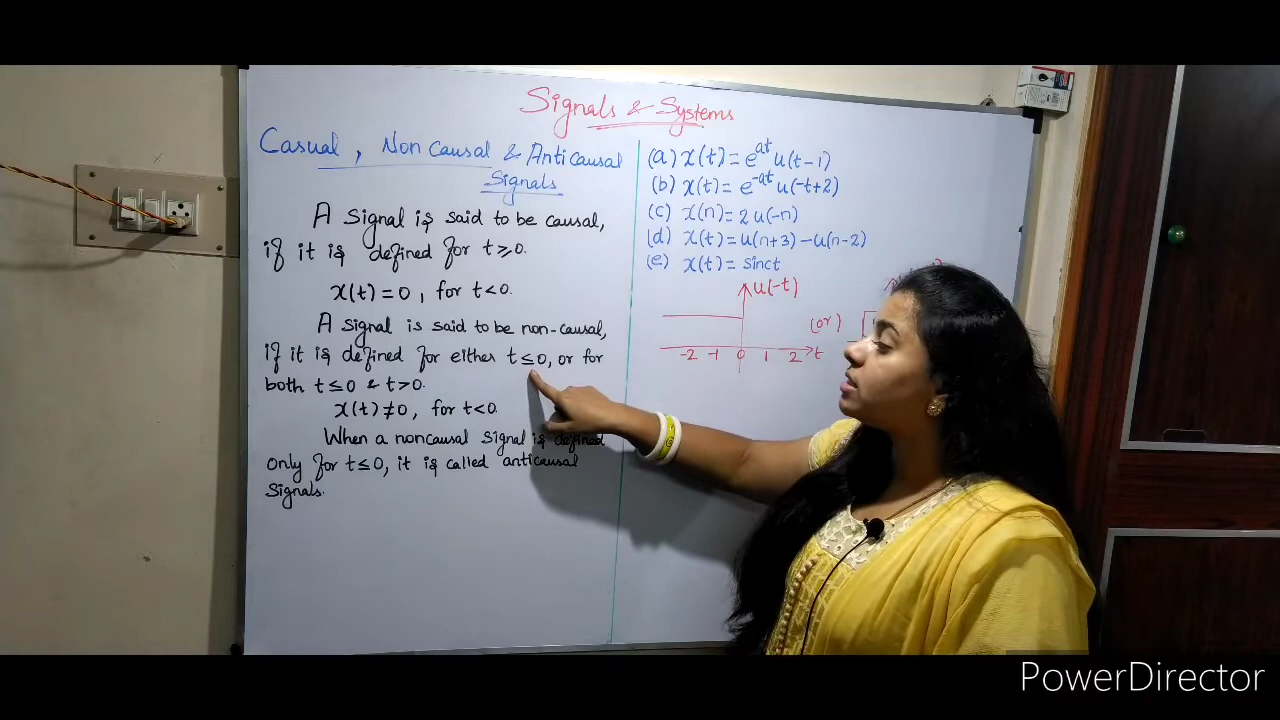 Signals & Systems
Casual, Non Causal & Anticausal
Signals
A Signal is said to be causal,
if it is defined for t≥0.
x(t)=0, for t<0.
A signal is said to be non-causal,
if it is defined for either t≤0, or for
both t≤0 & t>0.
x(t)≠0, for t<0.
When a noncausal signal is defined
only for t≤0, it is called anticausal
signals.
(a) x(t)=e^at u(t-1)
(b) x(t)=e^-at u(-t+2)
(c) x(n)=2u(-n)
(d) x(t)=u(n+3)-u(n-2)
(e) x(t)=sinct
u(-t)
(or)
-2 -1 0 1 2 t
PowerDirector